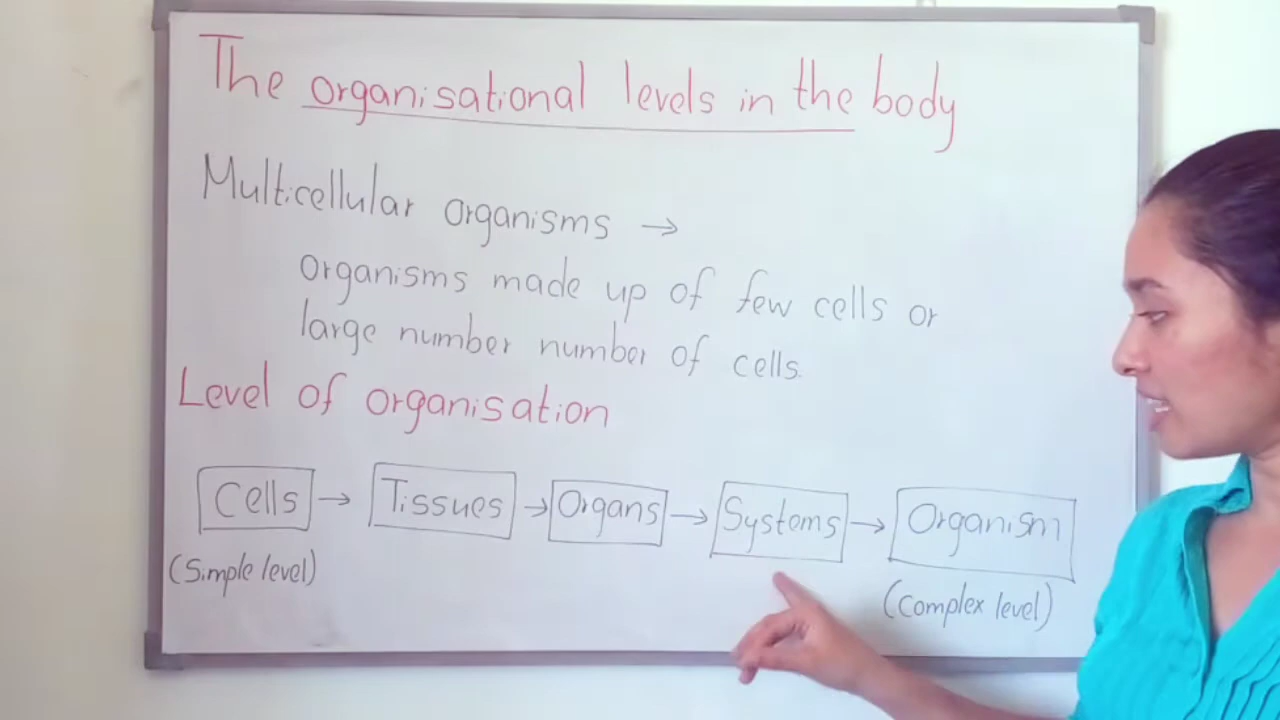 The organisational levels in the body
Multicellular organisms →
organisms made up of few cells or
large number number of cells.
Level of organisation
Cells → Tissues → Organs → Systems → Organism
(Simple level) (Complex level)